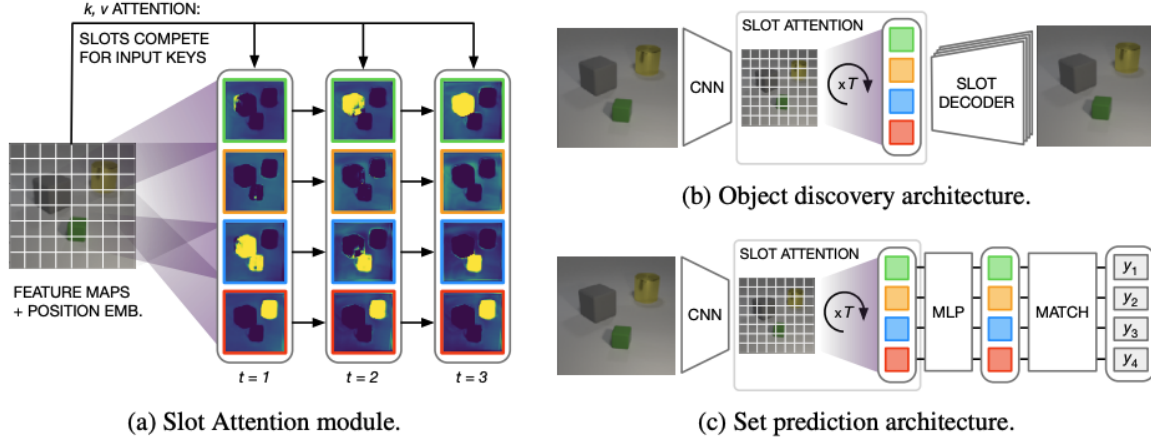 k, v ATTENTION:
SLOTS COMPETE
FOR INPUT KEYS
FEATURE MAPS
+ POSITION EMB.
t = 1
t = 2
t = 3
(a) Slot Attention module.
SLOT ATTENTION
CNN
x T
SLOT
DECODER
(b) Object discovery architecture.
SLOT ATTENTION
CNN
x T
MLP
MATCH
y1
y2
y3
y4
(c) Set prediction architecture.